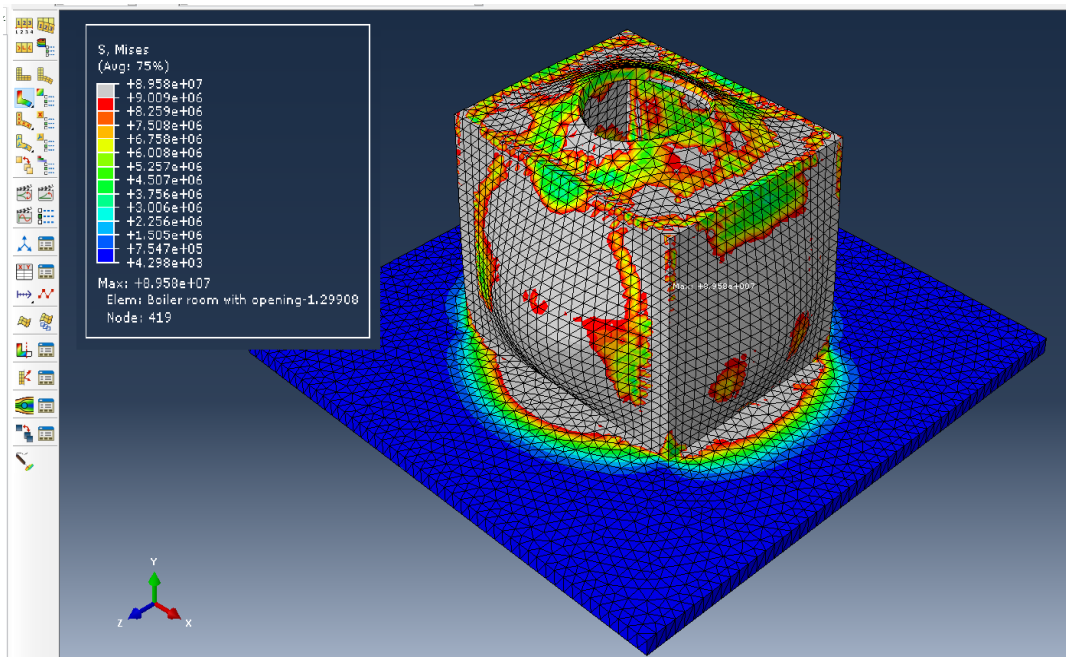 S, Mises
(Avg: 75%)
+8.958e+07
+9.009e+06
+8.259e+06
+7.508e+06
+6.758e+06
+6.008e+06
+5.257e+06
+4.507e+06
+3.756e+06
+3.006e+06
+2.256e+06
+1.505e+06
+7.547e+05
+4.298e+03
Max: +8.958e+07
Elem: Boiler room with opening-1.29908
Node: 419
Max: +8.958e+007
Y
Z
X